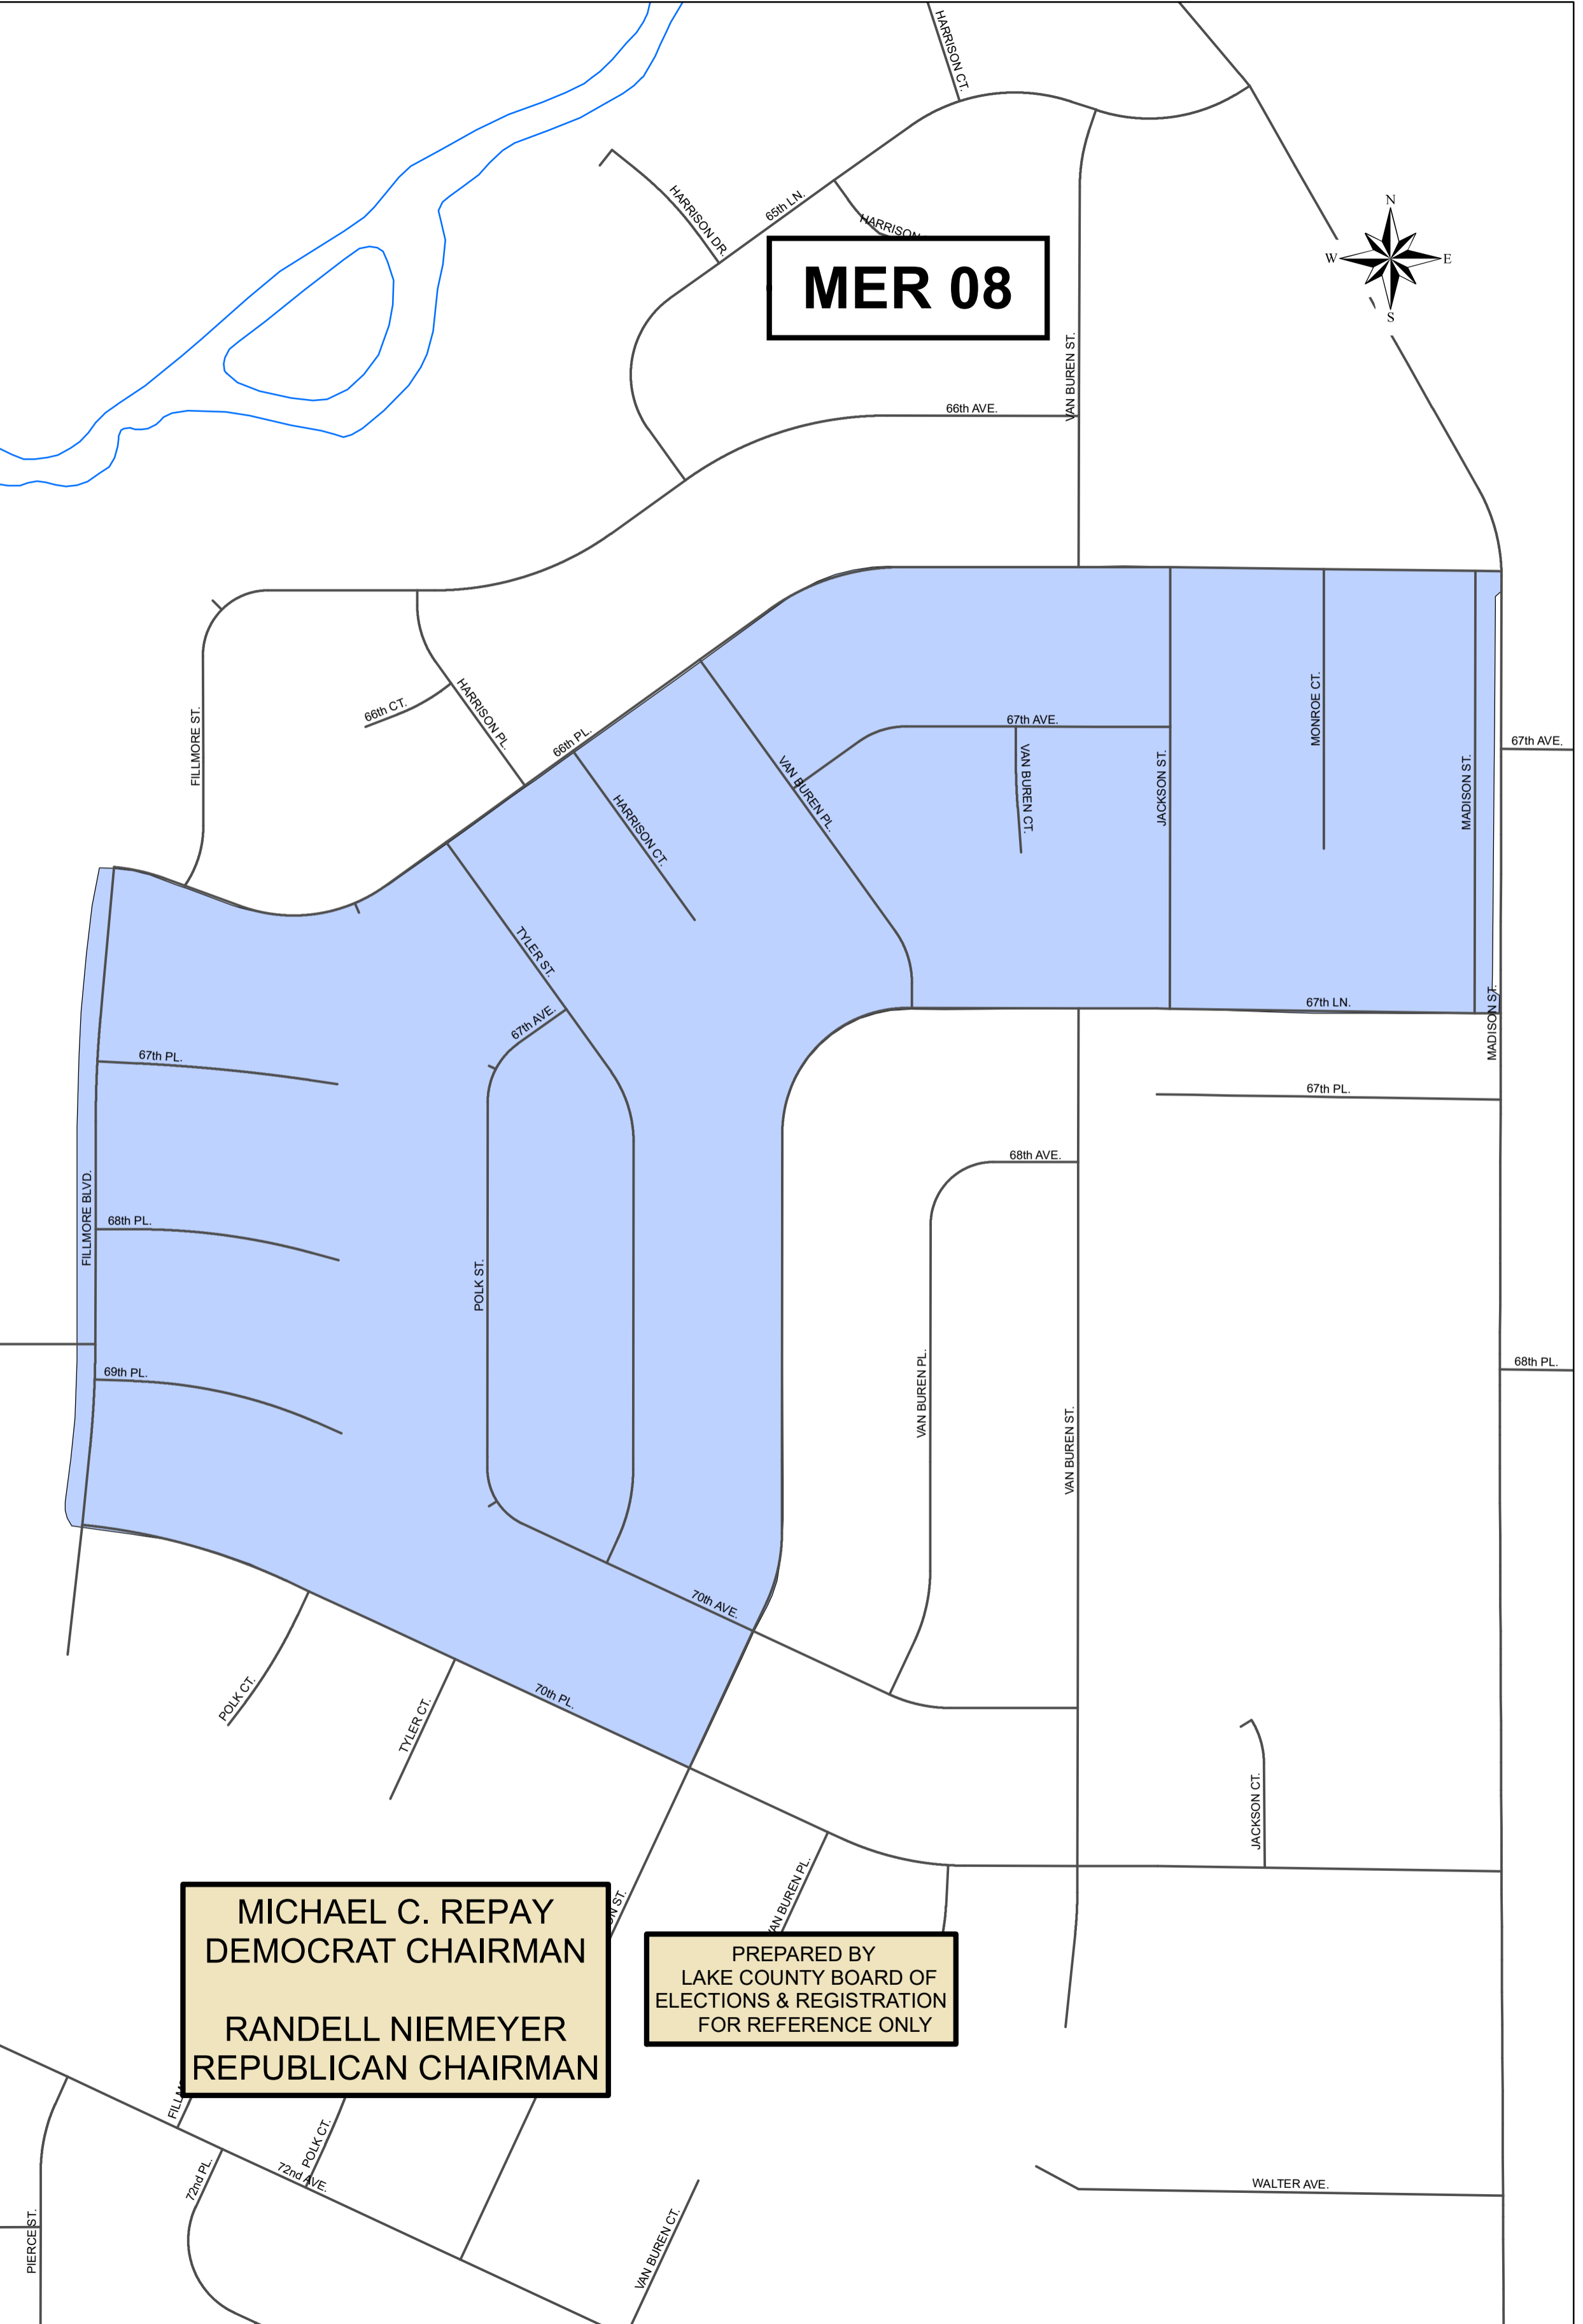 HARRISON CT.
HARRISON DR.
65th LN.
HARRISON
MER 08
N
W
E
S
VAN BUREN ST.
66th AVE.
FILLMORE ST.
66th CT.
HARRISON PL.
66th PL.
HARRISON CT.
VAN BUREN PL.
67th AVE.
VAN BUREN CT.
JACKSON ST.
MONROE CT.
MADISON ST.
67th AVE.
TYLER ST.
67th AVE.
67th LN.
MADISON ST.
67th PL.
67th PL.
68th AVE.
FILLMORE BLVD.
68th PL.
POLK ST.
69th PL.
VAN BUREN PL.
VAN BUREN ST.
68th PL.
70th AVE.
POLK CT.
TYLER CT.
70th PL.
JACKSON CT.
VAN BUREN PL.
ON ST.
MICHAEL C. REPAY
DEMOCRAT CHAIRMAN
RANDELL NIEMEYER
REPUBLICAN CHAIRMAN
PREPARED BY
LAKE COUNTY BOARD OF
ELECTIONS & REGISTRATION
FOR REFERENCE ONLY
POLK CT.
72nd PL.
72nd AVE.
PIERCE ST.
VAN BUREN CT.
WALTER AVE.